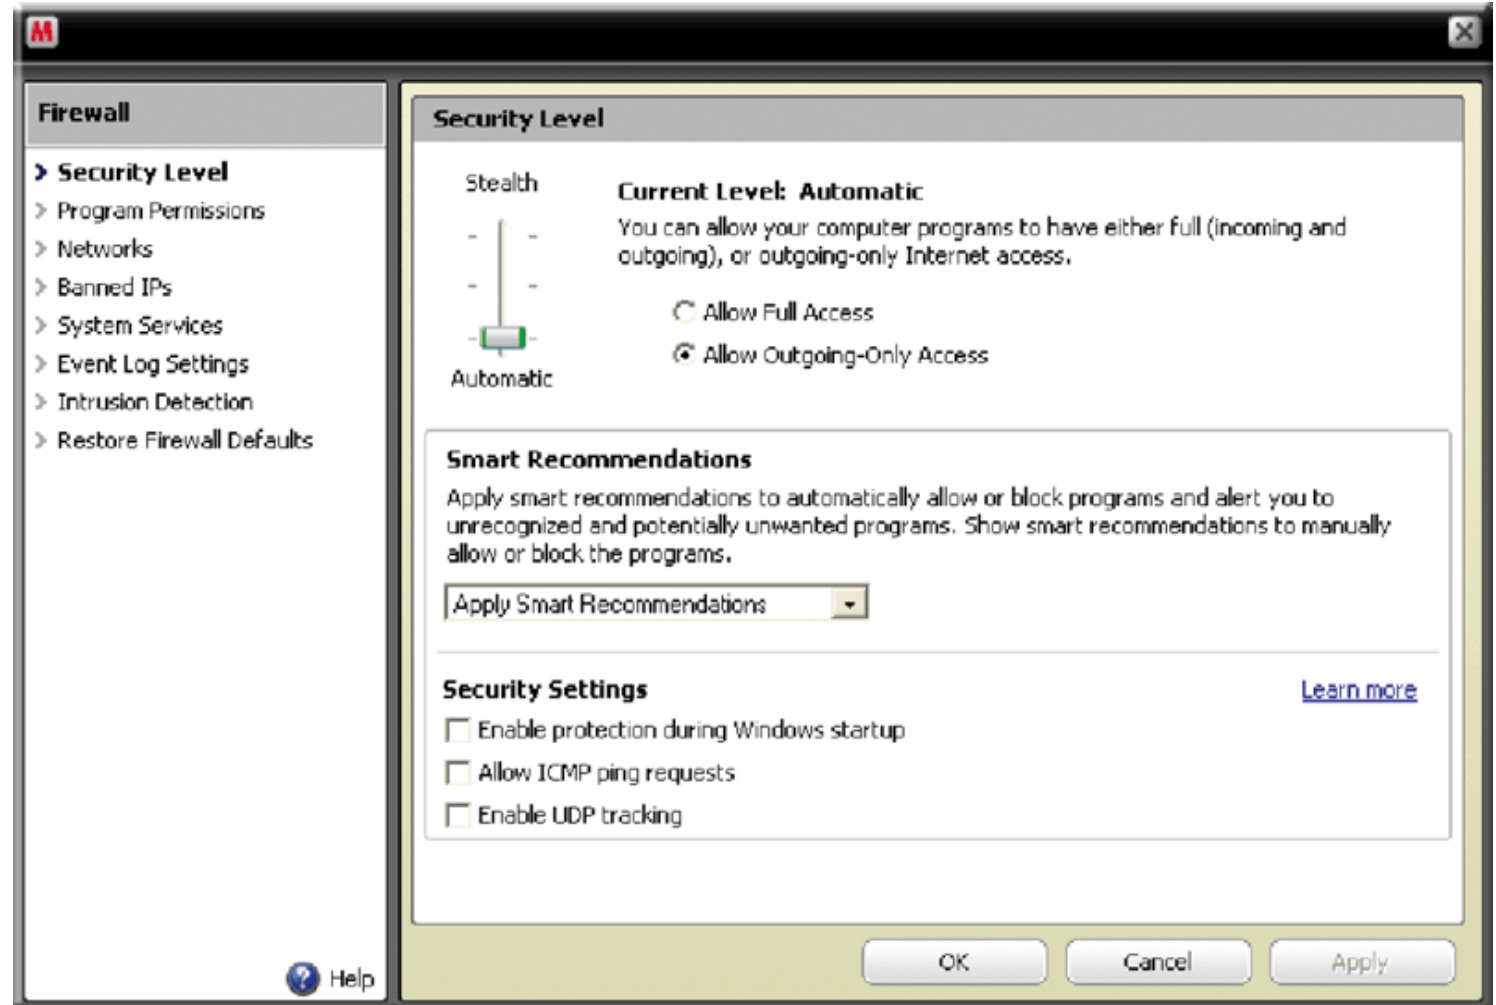 M
Firewall
Security Level
Program Permissions
Networks
Banned IPs
System Services
Event Log Settings
Intrusion Detection
Restore Firewall Defaults
Help
Security Level
Stealth
Automatic
Current Level: Automatic
You can allow your computer programs to have either full (incoming and
outgoing), or outgoing-only Internet access.
Allow Full Access
Allow Outgoing-Only Access
Smart Recommendations
Apply smart recommendations to automatically allow or block programs and alert you to
unrecognized and potentially unwanted programs. Show smart recommendations to manually
allow or block the programs.
Apply Smart Recommendations
Security Settings
Learn more
Enable protection during Windows startup
Allow ICMP ping requests
Enable UDP tracking
OK
Cancel
Apply